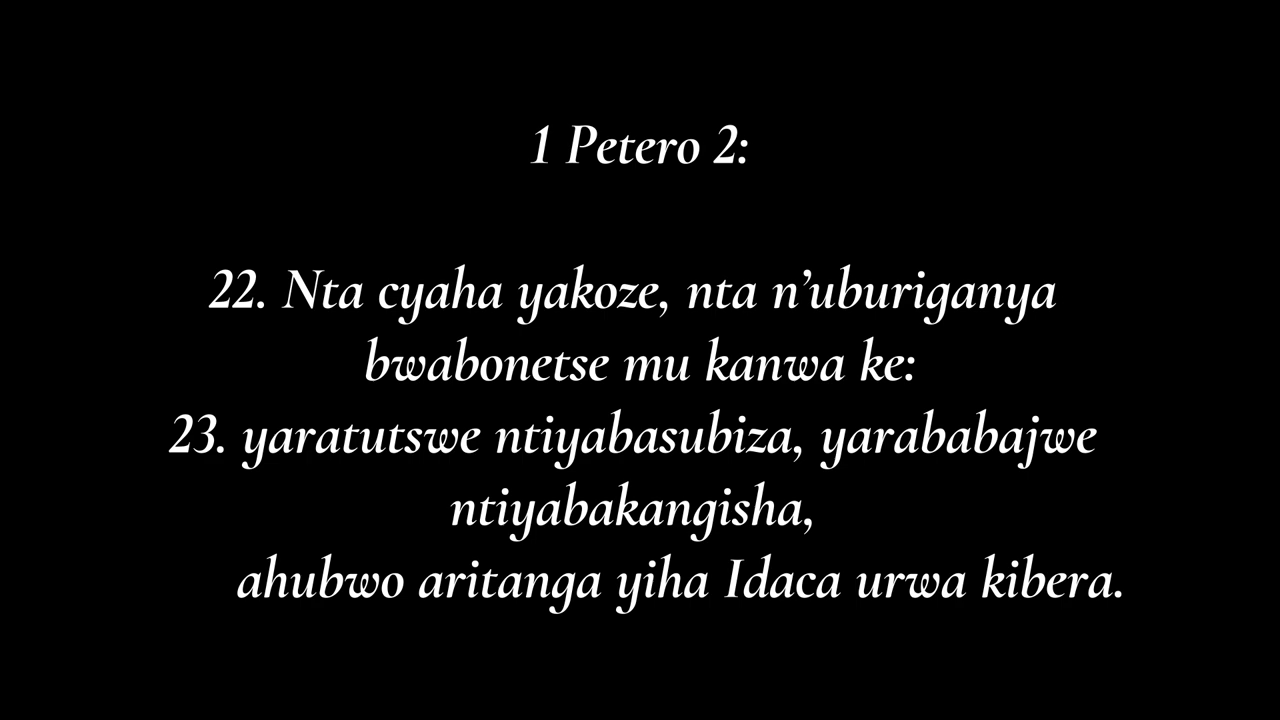 1 Petero 2:
22. Nta cyaha yakoze, nta n’uburiganya
bwabonetse mu kanwa ke:
23. yaratutswe ntiyabasubiza, yarababajwe
ntiyabakangisha,
ahubwo aritanga yiha Idaca urwa kibera.